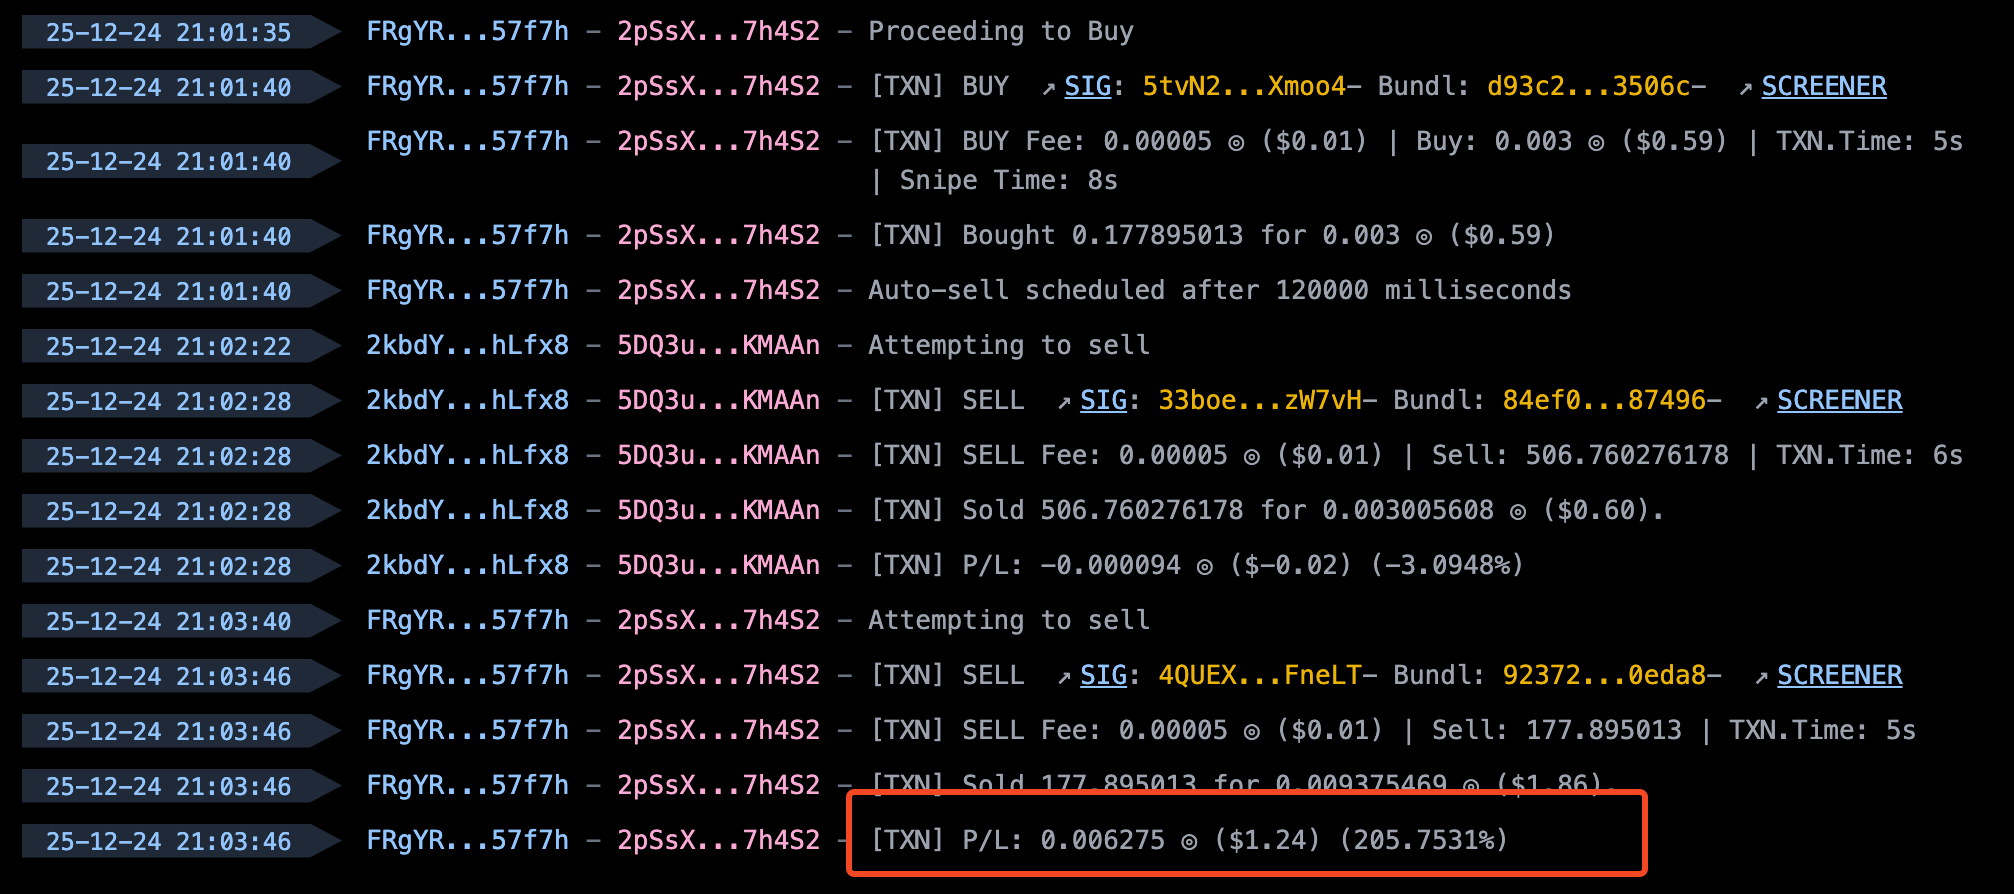 25-12-24 21:01:35 FRgYR...57f7h – 2pSsX...7h4S2 – Proceeding to Buy
25-12-24 21:01:40 FRgYR...57f7h – 2pSsX...7h4S2 – [TXN] BUY ↗ SIG: 5tvN2...Xmoo4– Bundl: d93c2...3506c– ↗ SCREENER
25-12-24 21:01:40 FRgYR...57f7h – 2pSsX...7h4S2 – [TXN] BUY Fee: 0.00005 ◎ ($0.01) | Buy: 0.003 ◎ ($0.59) | TXN.Time: 5s
| Snipe Time: 8s
25-12-24 21:01:40 FRgYR...57f7h – 2pSsX...7h4S2 – [TXN] Bought 0.177895013 for 0.003 ◎ ($0.59)
25-12-24 21:01:40 FRgYR...57f7h – 2pSsX...7h4S2 – Auto-sell scheduled after 120000 milliseconds
25-12-24 21:02:22 2kbdY...hLfx8 – 5DQ3u...KMAAn – Attempting to sell
25-12-24 21:02:28 2kbdY...hLfx8 – 5DQ3u...KMAAn – [TXN] SELL ↗ SIG: 33boe...zW7vH– Bundl: 84ef0...87496– ↗ SCREENER
25-12-24 21:02:28 2kbdY...hLfx8 – 5DQ3u...KMAAn – [TXN] SELL Fee: 0.00005 ◎ ($0.01) | Sell: 506.760276178 | TXN.Time: 6s
25-12-24 21:02:28 2kbdY...hLfx8 – 5DQ3u...KMAAn – [TXN] Sold 506.760276178 for 0.003005608 ◎ ($0.60).
25-12-24 21:02:28 2kbdY...hLfx8 – 5DQ3u...KMAAn – [TXN] P/L: -0.000094 ◎ ($-0.02) (-3.0948%)
25-12-24 21:03:40 FRgYR...57f7h – 2pSsX...7h4S2 – Attempting to sell
25-12-24 21:03:46 FRgYR...57f7h – 2pSsX...7h4S2 – [TXN] SELL ↗ SIG: 4QUEX...FneLT– Bundl: 92372...0eda8– ↗ SCREENER
25-12-24 21:03:46 FRgYR...57f7h – 2pSsX...7h4S2 – [TXN] SELL Fee: 0.00005 ◎ ($0.01) | Sell: 177.895013 | TXN.Time: 5s
25-12-24 21:03:46 FRgYR...57f7h – 2pSsX...7h4S2 – [TXN] Sold 177.895013 for 0.009375469 ◎ ($1.86).
25-12-24 21:03:46 FRgYR...57f7h – 2pSsX...7h4S2 – [TXN] P/L: 0.006275 ◎ ($1.24) (205.7531%)